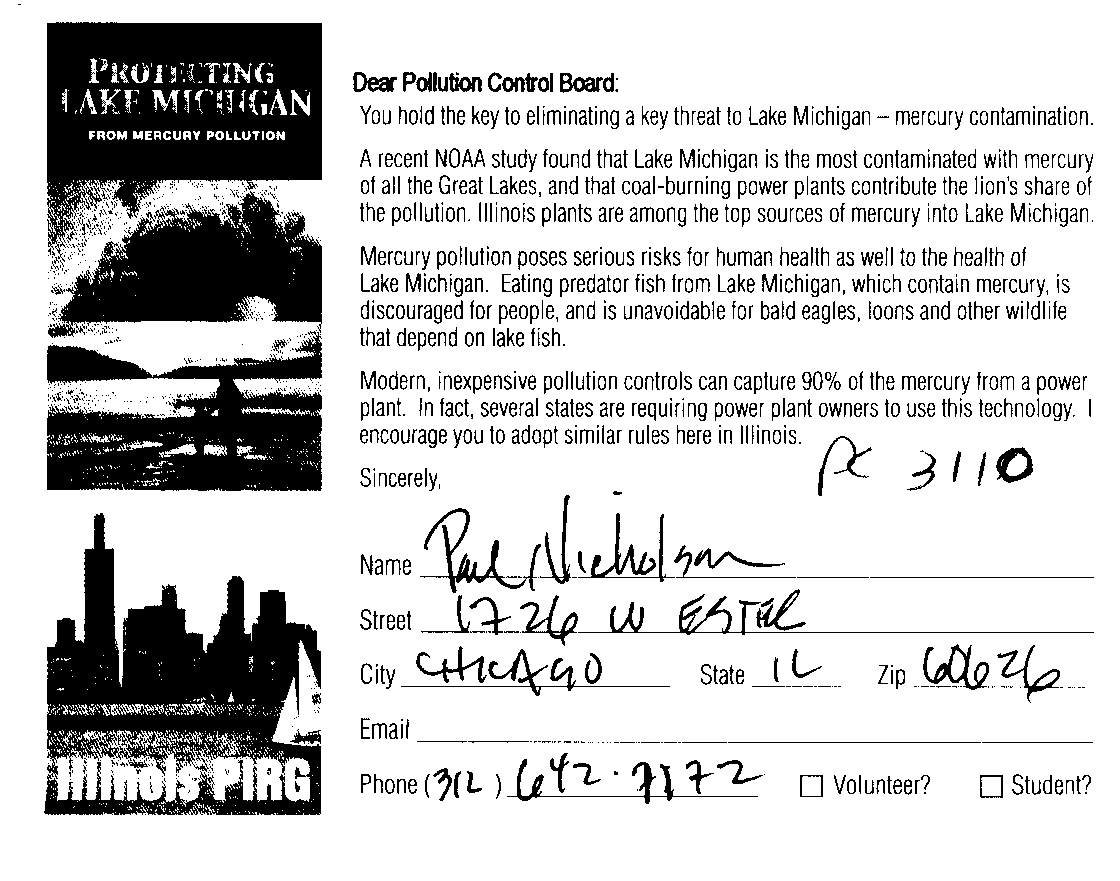 PROTECTING
LAKE MICHIGAN
FROM MERCURY POLLUTION
Dear Pollution Control Board:
You hold the key to eliminating a key threat to Lake Michigan – mercury contamination.
A recent NOAA study found that Lake Michigan is the most contaminated with mercury
of all the Great Lakes, and that coal-burning power plants contribute the lion's share of
the pollution. Illinois plants are among the top sources of mercury into Lake Michigan.
Mercury pollution poses serious risks for human health as well to the health of
Lake Michigan. Eating predator fish from Lake Michigan, which contain mercury, is
discouraged for people, and is unavoidable for bald eagles, loons and other wildlife
that depend on lake fish.
Modern, inexpensive pollution controls can capture 90% of the mercury from a power
plant. In fact, several states are requiring power plant owners to use this technology. I
encourage you to adopt similar rules here in Illinois.
PC 3110
Sincerely,
Name Paul Nicholson
Street 1726 W ESTES
City CHICAGO State IL Zip 60626
Email
Phone (312) 642-7172
Volunteer? Student?
Illinois PIRG